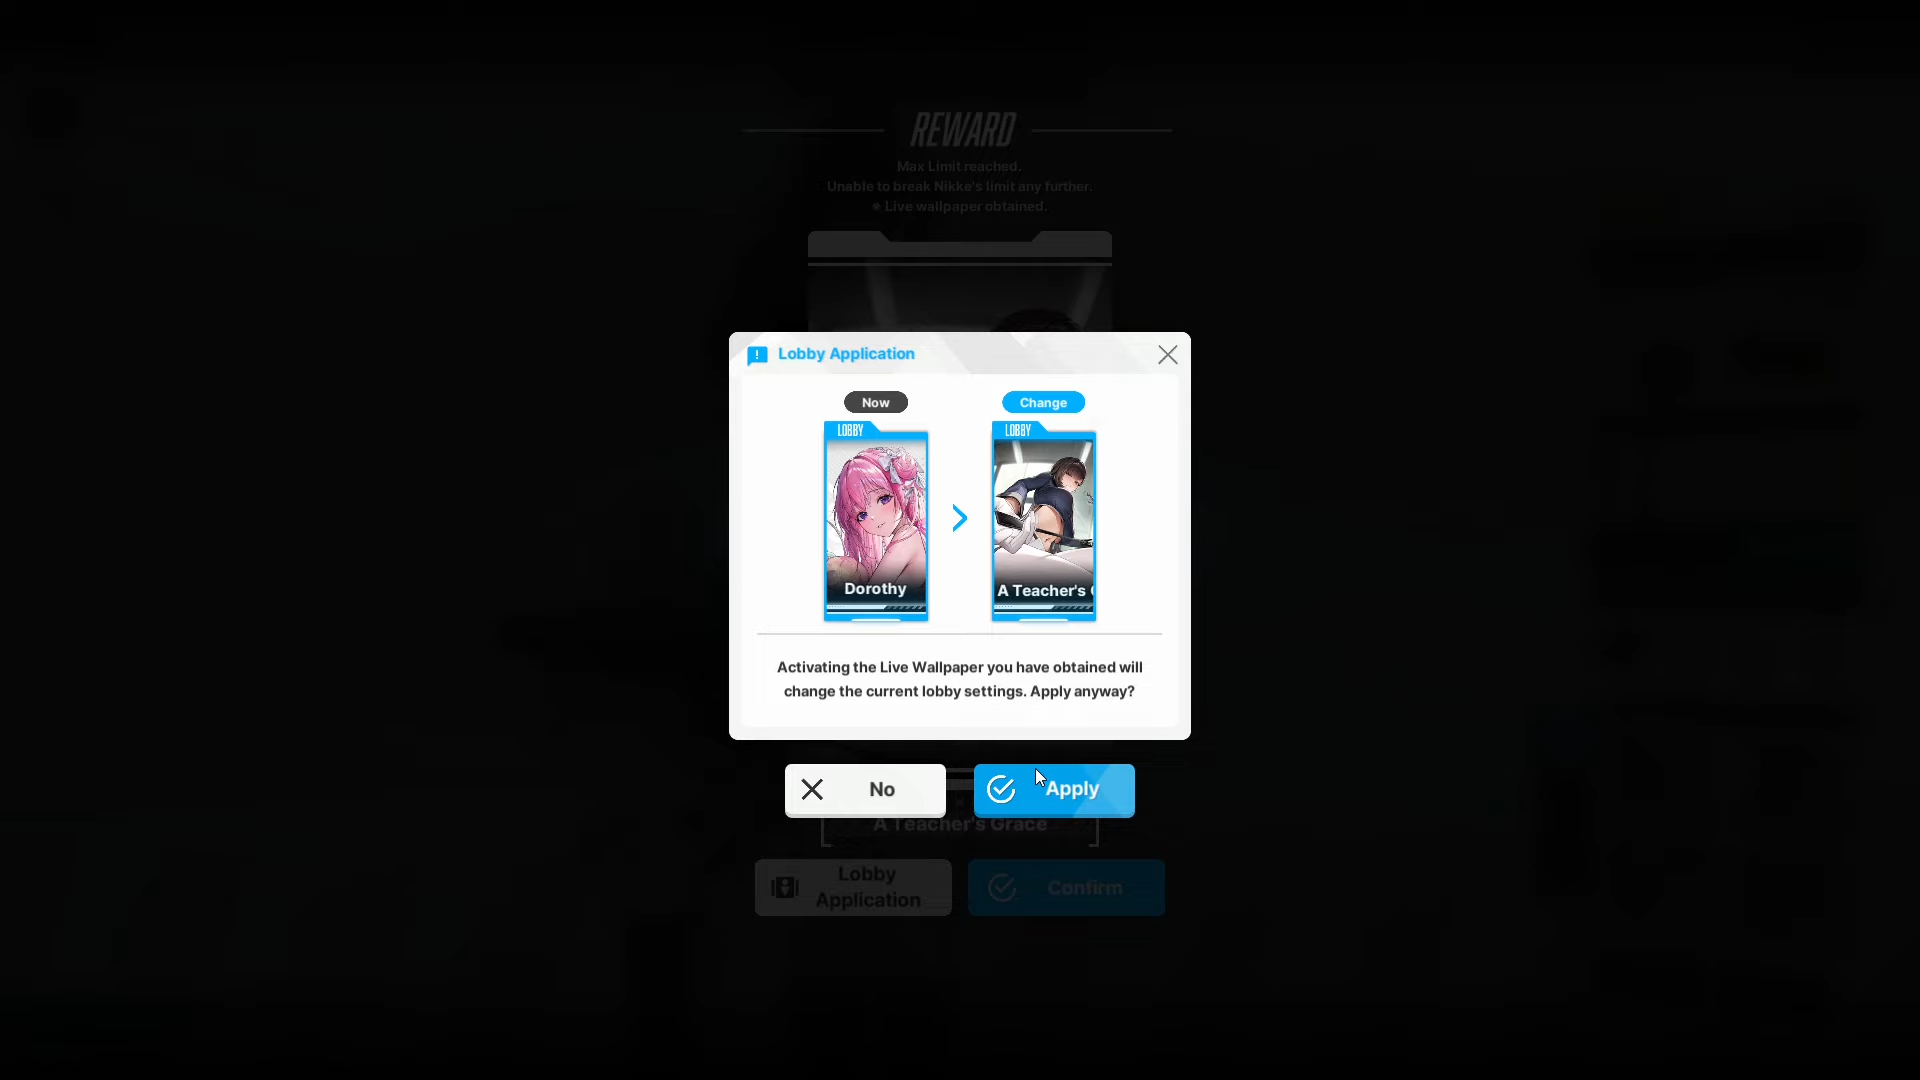 REWARD
Max Limit reached.
Unable to break Nikke's limit any further.
Live wallpaper obtained.
Lobby Application
Now
Change
LOBBY
LOBBY
Dorothy
A Teacher's
Activating the Live Wallpaper you have obtained will
change the current lobby settings. Apply anyway?
No
Apply
A Teacher's Grace
Lobby
Application
Confirm